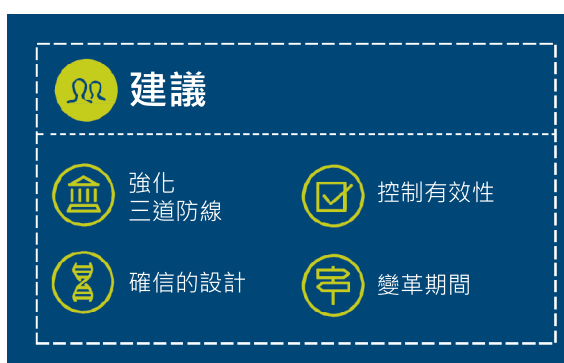 建議
強化
三道防線
控制有效性
確信的設計
變革期間